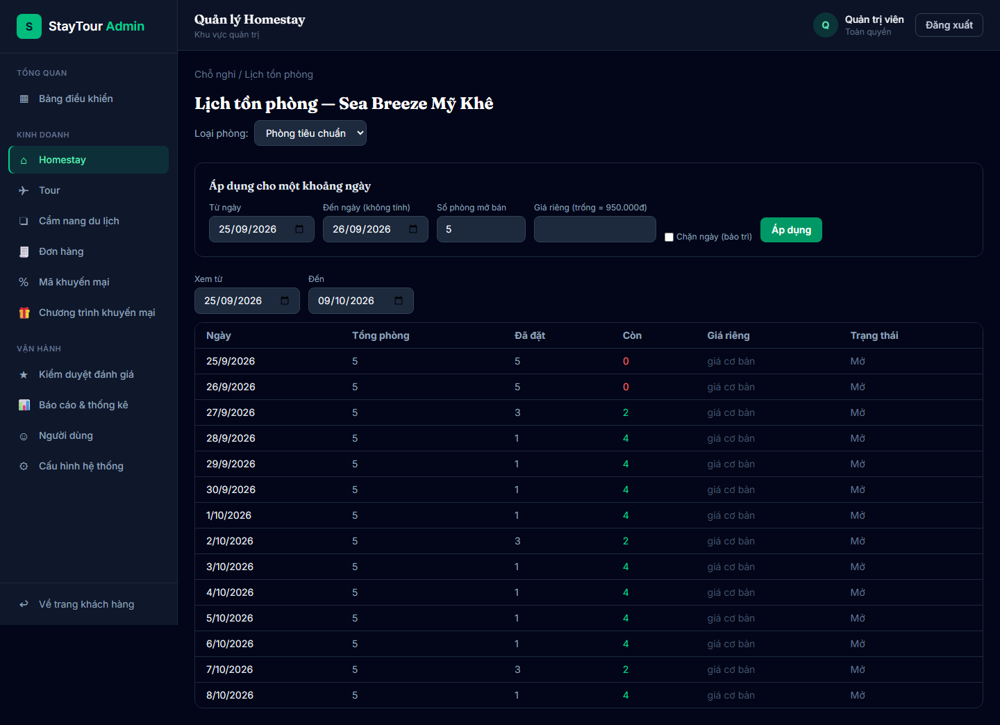 S StayTour Admin
TỔNG QUAN
Bảng điều khiển
KINH DOANH
Homestay
Tour
Cẩm nang du lịch
Đơn hàng
% Mã khuyến mại
Chương trình khuyến mại
VẬN HÀNH
Kiểm duyệt đánh giá
Báo cáo & thống kê
Người dùng
Cấu hình hệ thống
Về trang khách hàng
Quản lý Homestay
Khu vực quản trị
Q
Quản trị viên
Toàn quyền
Đăng xuất
Chỗ nghỉ / Lịch tồn phòng
Lịch tồn phòng — Sea Breeze Mỹ Khê
Loại phòng: Phòng tiêu chuẩn
Áp dụng cho một khoảng ngày
Từ ngày Đến ngày (không tính) Số phòng mở bán Giá riêng (trống = 950.000đ)
25/09/2026 26/09/2026 5 Chặn ngày (bảo trì) Áp dụng
Xem từ Đến
25/09/2026 09/10/2026
Ngày Tổng phòng Đã đặt Còn Giá riêng Trạng thái
25/9/2026 5 5 0 giá cơ bản Mở
26/9/2026 5 5 0 giá cơ bản Mở
27/9/2026 5 3 2 giá cơ bản Mở
28/9/2026 5 1 4 giá cơ bản Mở
29/9/2026 5 1 4 giá cơ bản Mở
30/9/2026 5 1 4 giá cơ bản Mở
1/10/2026 5 1 4 giá cơ bản Mở
2/10/2026 5 3 2 giá cơ bản Mở
3/10/2026 5 1 4 giá cơ bản Mở
4/10/2026 5 1 4 giá cơ bản Mở
5/10/2026 5 1 4 giá cơ bản Mở
6/10/2026 5 1 4 giá cơ bản Mở
7/10/2026 5 3 2 giá cơ bản Mở
8/10/2026 5 1 4 giá cơ bản Mở